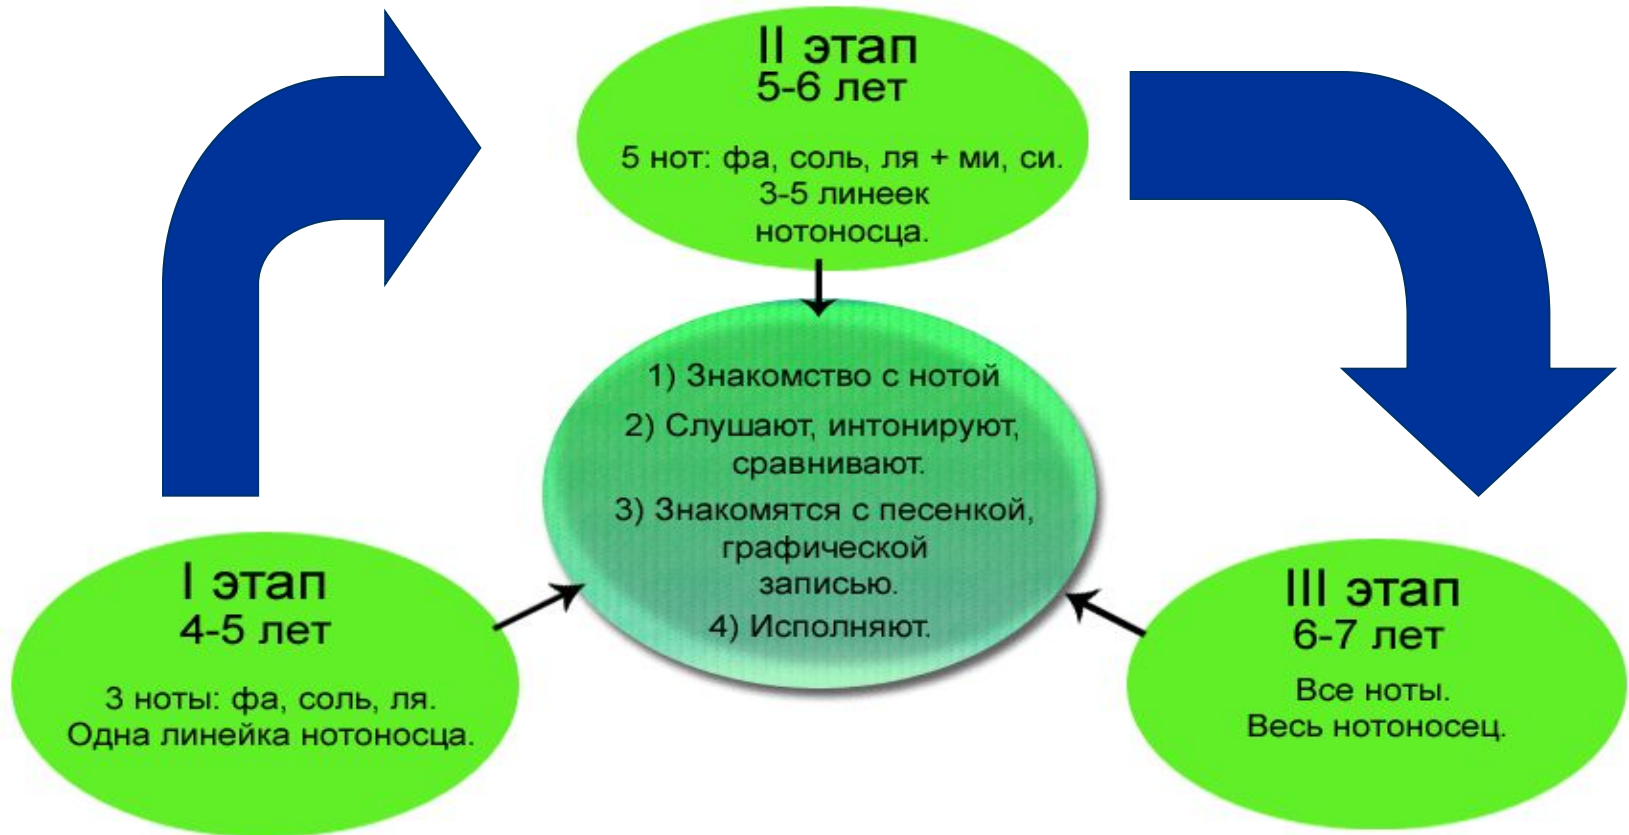 II этап
5-6 лет
5 нот: фа, соль, ля + ми, си.
3-5 линеек
нотоносца.
1) Знакомство с нотой
2) Слушают, интонируют,
сравнивают.
3) Знакомятся с песенкой,
графической
записью.
4) Исполняют.
I этап
4-5 лет
3 ноты: фа, соль, ля.
Одна линейка нотоносца.
III этап
6-7 лет
Все ноты.
Весь нотоносец.